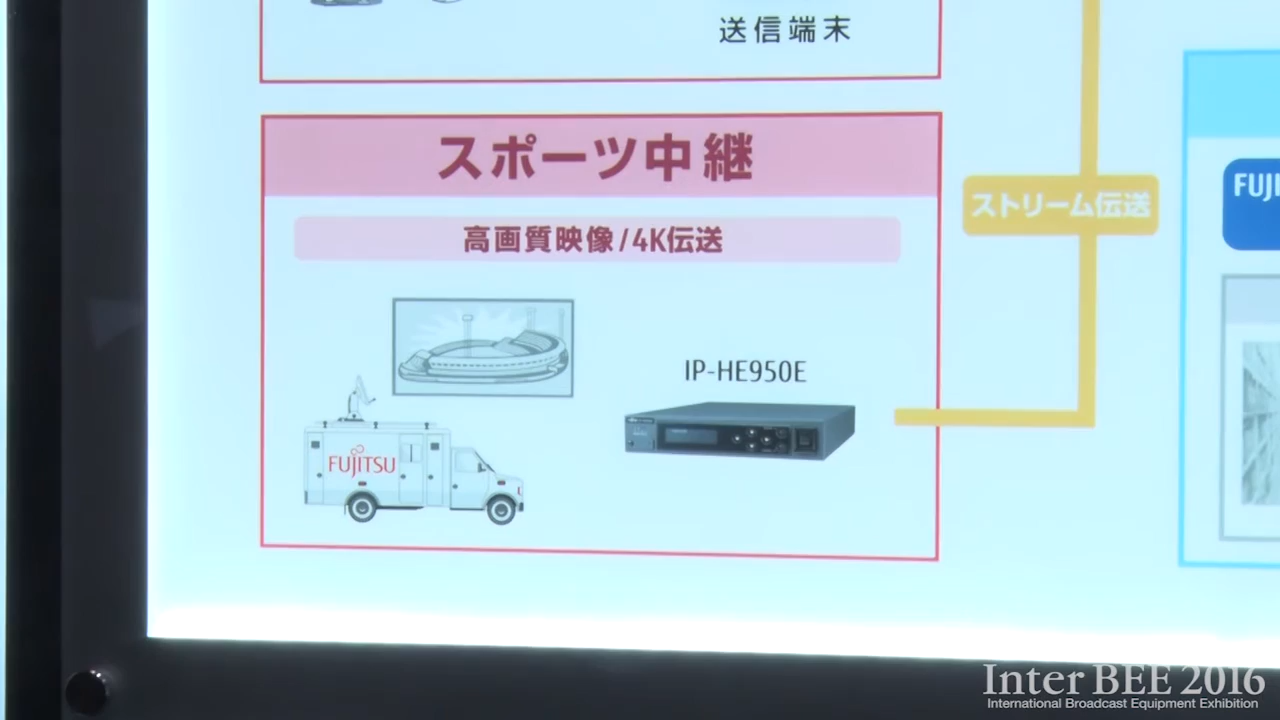 送信端末
スポーツ中継
ストリーム伝送
FUJI
高画質映像/4K伝送
IP-HE950E
FUJITSU
Inter BEE 2016
International Broadcast Equipment Exhibition